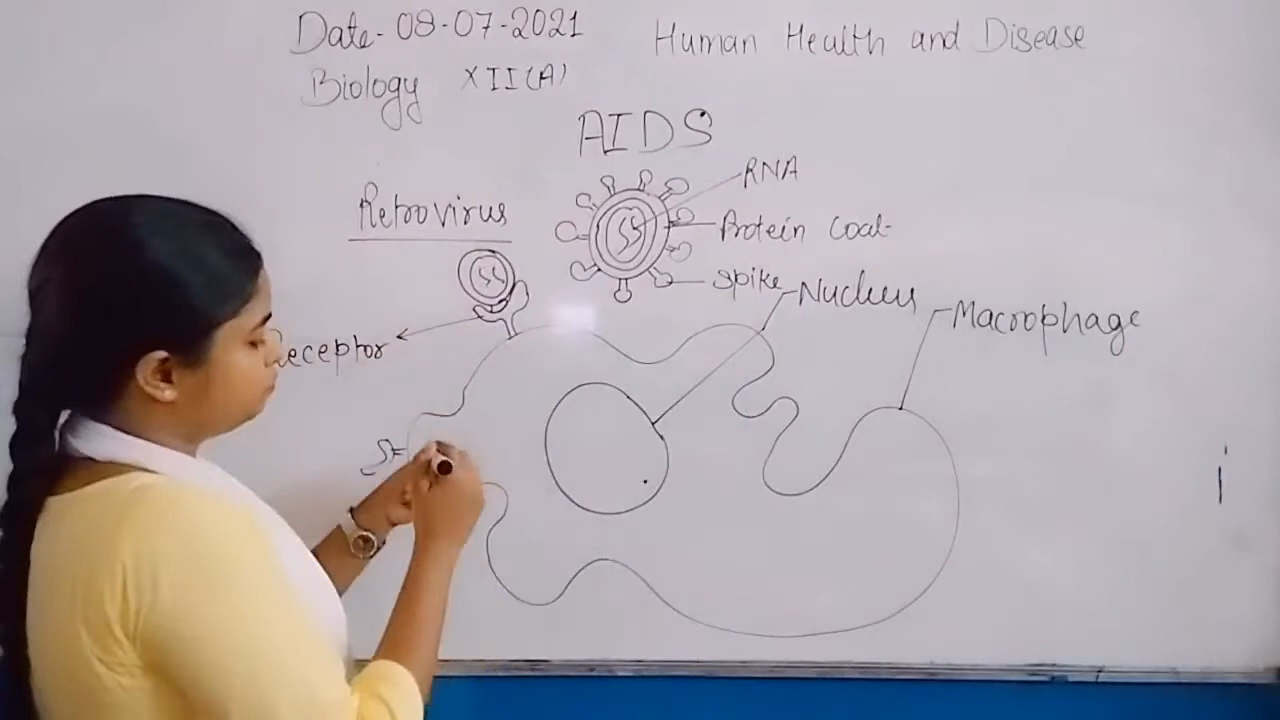 Date- 08-07-2021
Human Health and Disease
Biology XII(A)
AIDS
RNA
Retrovirus
Protein Coat
Spike
Nucleus
Macrophage
Receptor